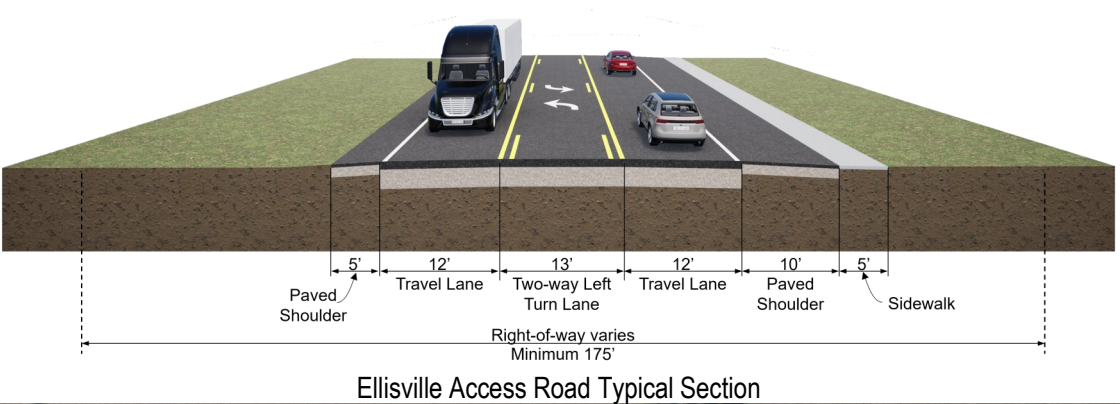 5’
12’
13’
12’
10’
5’
Travel Lane
Two-way Left
Turn Lane
Travel Lane
Paved
Shoulder
Paved
Shoulder
Sidewalk
Right-of-way varies
Minimum 175’
Ellisville Access Road Typical Section